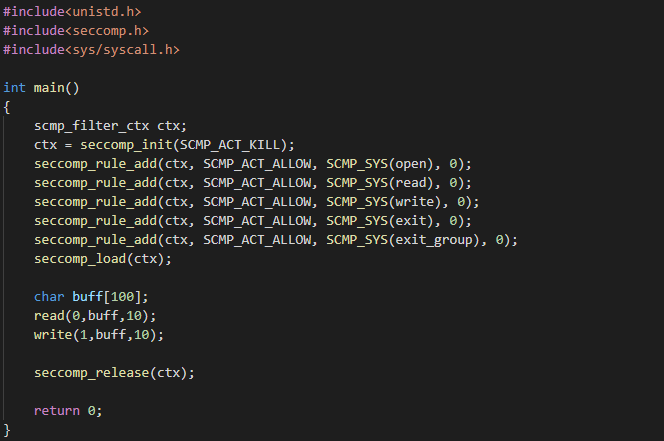 #include<unistd.h>
#include<seccomp.h>
#include<sys/syscall.h>
int main()
{
scmp_filter_ctx ctx;
ctx = seccomp_init(SCMP_ACT_KILL);
seccomp_rule_add(ctx, SCMP_ACT_ALLOW, SCMP_SYS(open), 0);
seccomp_rule_add(ctx, SCMP_ACT_ALLOW, SCMP_SYS(read), 0);
seccomp_rule_add(ctx, SCMP_ACT_ALLOW, SCMP_SYS(write), 0);
seccomp_rule_add(ctx, SCMP_ACT_ALLOW, SCMP_SYS(exit), 0);
seccomp_rule_add(ctx, SCMP_ACT_ALLOW, SCMP_SYS(exit_group), 0);
seccomp_load(ctx);
char buff[100];
read(0,buff,10);
write(1,buff,10);
seccomp_release(ctx);
return 0;
}